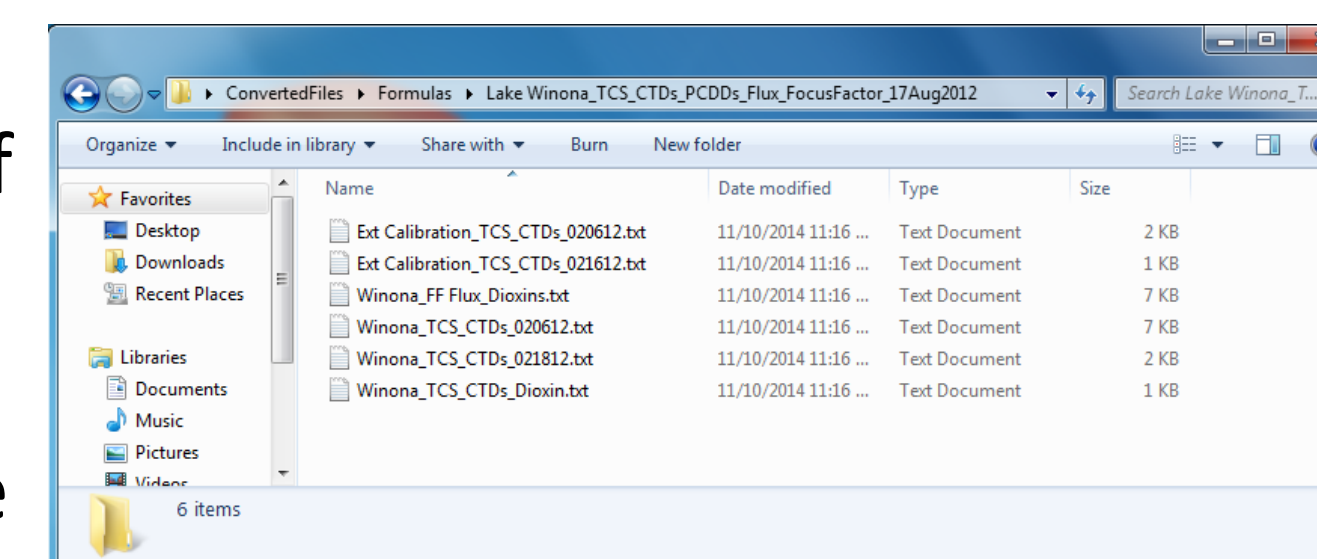 f
e
ConvertedFiles Formulas Lake Winona_TCS_CTDs_PCDDs_Flux_FocusFactor_17Aug2012 Search Lake Winona_T...
Organize Include in library Share with Burn New folder
Favorites
Desktop
Downloads
Recent Places
Libraries
Documents
Music
Pictures
Videos
Name Date modified Type Size
Ext Calibration_TCS_CTDs_020612.txt 11/10/2014 11:16 ... Text Document 2 KB
Ext Calibration_TCS_CTDs_021612.txt 11/10/2014 11:16 ... Text Document 1 KB
Winona_FF Flux_Dioxins.txt 11/10/2014 11:16 ... Text Document 7 KB
Winona_TCS_CTDs_020612.txt 11/10/2014 11:16 ... Text Document 7 KB
Winona_TCS_CTDs_021812.txt 11/10/2014 11:16 ... Text Document 2 KB
Winona_TCS_CTDs_Dioxin.txt 11/10/2014 11:16 ... Text Document 1 KB
6 items